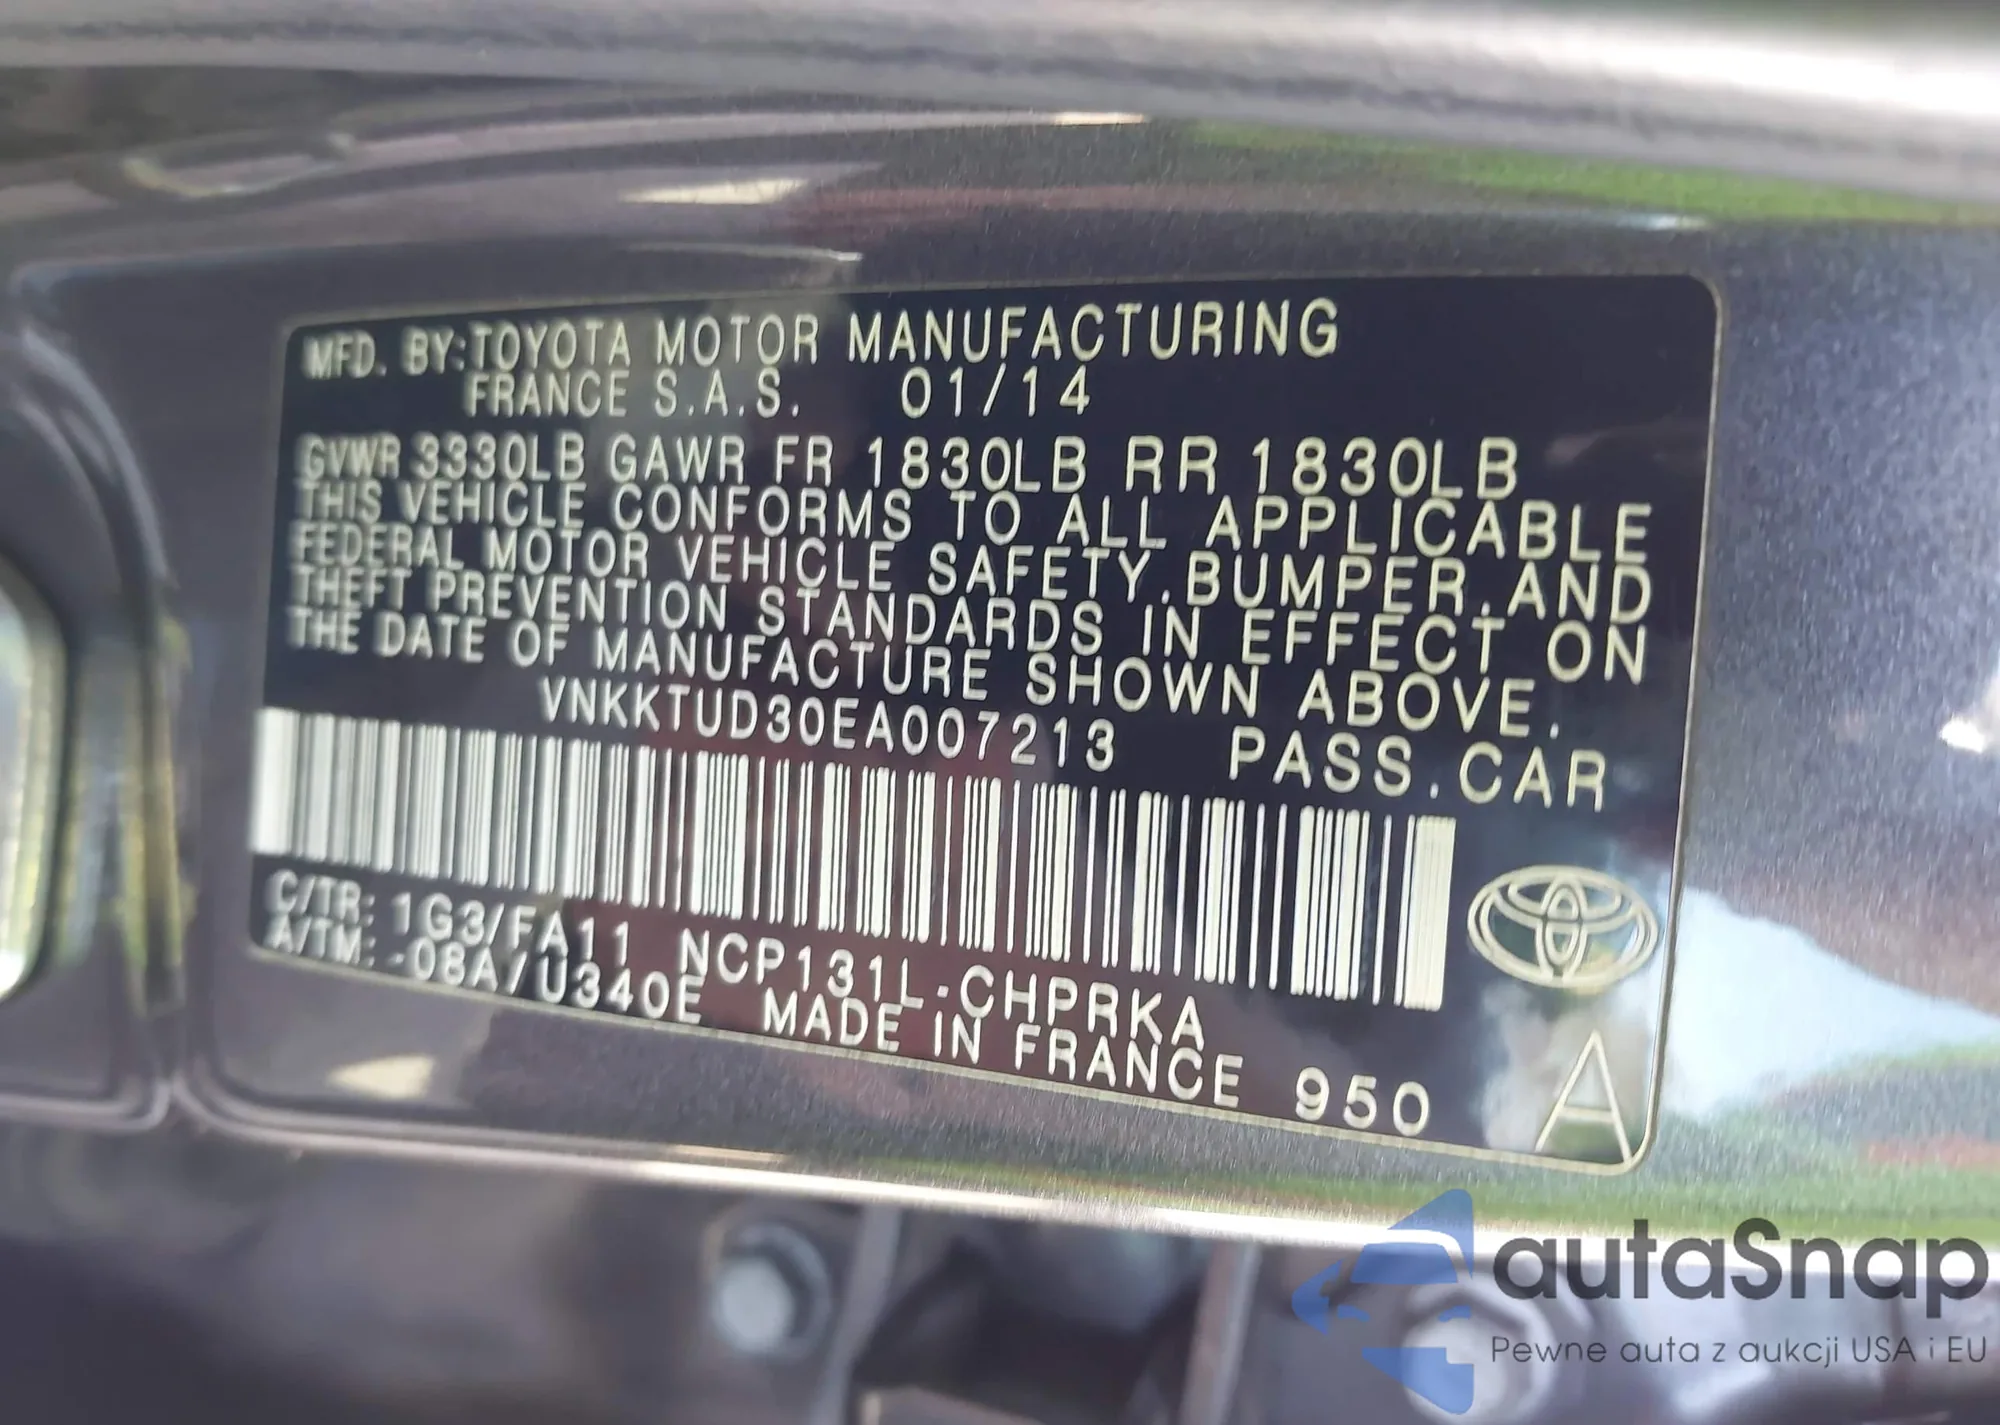 MFD. BY:TOYOTA MOTOR MANUFACTURING
FRANCE S.A.S. 01/14
GVWR 3330LB GAWR FR 1830LB RR 1830LB
THIS VEHICLE CONFORMS TO ALL APPLICABLE
FEDERAL MOTOR VEHICLE SAFETY,BUMPER,AND
THEFT PREVENTION STANDARDS IN EFFECT ON
THE DATE OF MANUFACTURE SHOWN ABOVE.
VNKKTUD30EA007213 PASS.CAR
C/TR: 1G3/FA11 NCP131L-CHPRKA
A/TM: -08A/U340E MADE IN FRANCE 950
A
autaSnap
Pewne auta z aukcji USA i EU